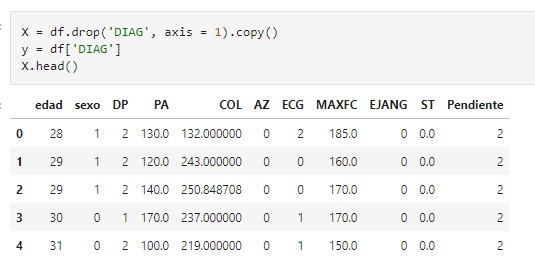 X = df.drop('DIAG', axis = 1).copy()
y = df['DIAG']
X.head()
edad sexo DP PA COL AZ ECG MAXFC EJANG ST Pendiente
0 28 1 2 130.0 132.000000 0 2 185.0 0 0.0 2
1 29 1 2 120.0 243.000000 0 0 160.0 0 0.0 2
2 29 1 2 140.0 250.848708 0 0 170.0 0 0.0 2
3 30 0 1 170.0 237.000000 0 1 170.0 0 0.0 2
4 31 0 2 100.0 219.000000 0 1 150.0 0 0.0 2